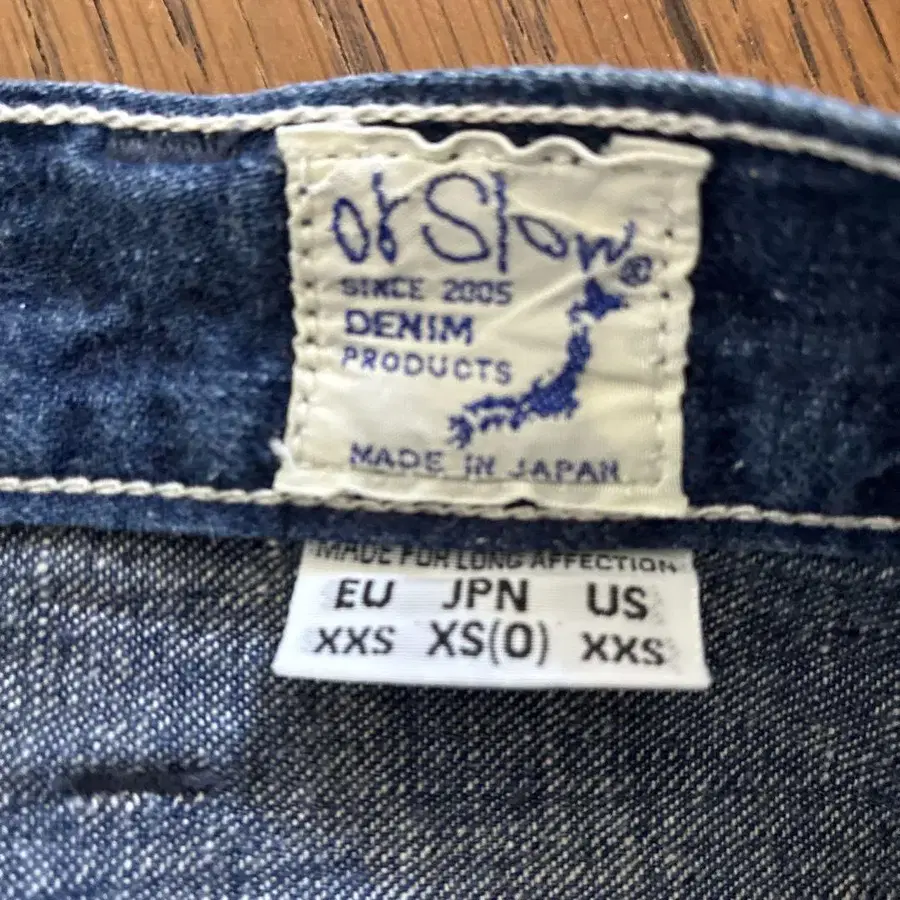 orSlow®
SINCE 2005
DENIM
PRODUCTS
MADE IN JAPAN
MADE FOR LONG AFFECTION
EU JPN US
XXS XS(0) XXS